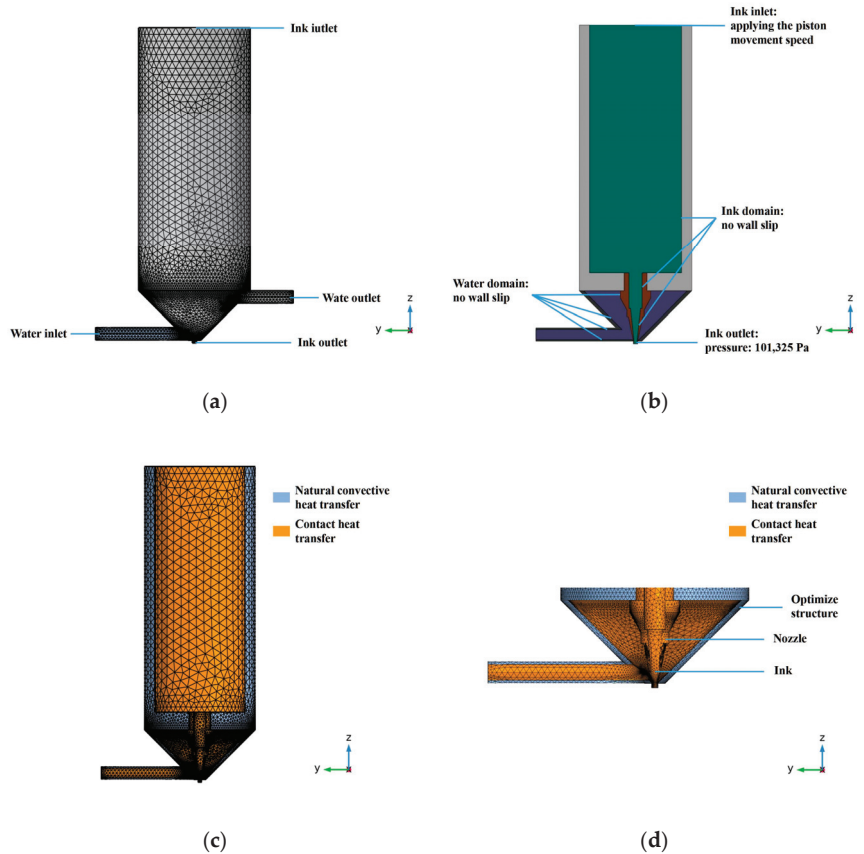 Ink iutlet
Wate outlet
Water inlet
Ink outlet
z
y
(a)
Ink inlet:
applying the piston
movement speed
Ink domain:
no wall slip
Water domain:
no wall slip
Ink outlet:
pressure: 101,325 Pa
z
y
(b)
Natural convective
heat transfer
Contact heat
transfer
z
y
(c)
Natural convective
heat transfer
Contact heat
transfer
Optimize
structure
Nozzle
Ink
z
y
(d)